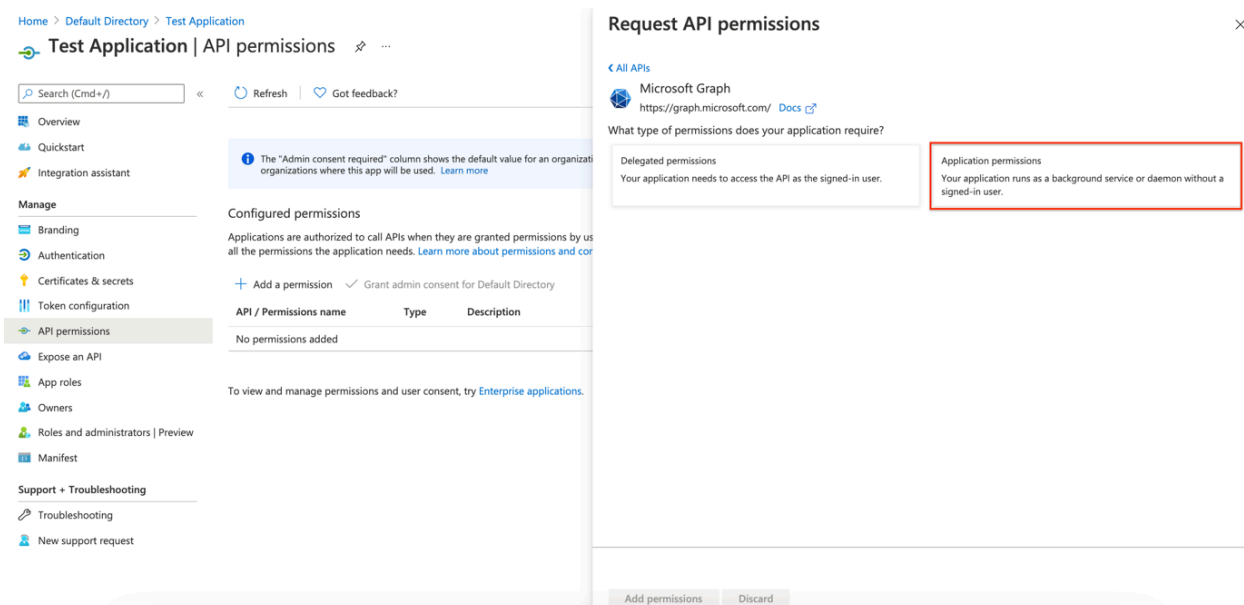 Home > Default Directory > Test Application
Test Application | API permissions ...
Search (Cmd+/) «
Overview
Quickstart
Integration assistant
Manage
Branding
Authentication
Certificates & secrets
Token configuration
API permissions
Expose an API
App roles
Owners
Roles and administrators | Preview
Manifest
Support + Troubleshooting
Troubleshooting
New support request
Refresh | Got feedback?
The "Admin consent required" column shows the default value for an organizati
organizations where this app will be used. Learn more
Configured permissions
Applications are authorized to call APIs when they are granted permissions by us
all the permissions the application needs. Learn more about permissions and con
+ Add a permission ✓ Grant admin consent for Default Directory
API / Permissions name Type Description
No permissions added
To view and manage permissions and user consent, try Enterprise applications.
Request API permissions
All APIs
Microsoft Graph
https://graph.microsoft.com/ Docs
What type of permissions does your application require?
Delegated permissions
Your application needs to access the API as the signed-in user.
Application permissions
Your application runs as a background service or daemon without a
signed-in user.
Add permissions Discard